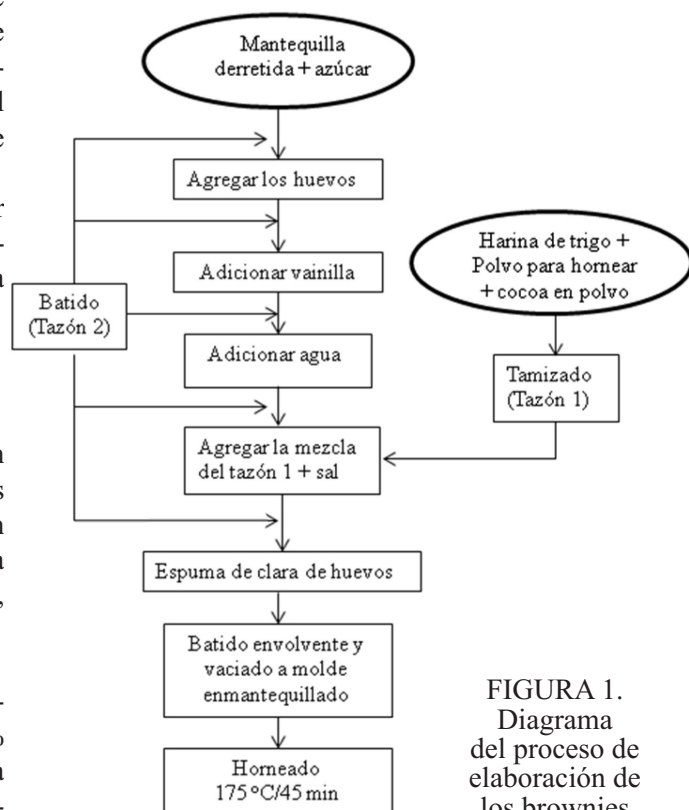 Mantequilla
derretida + azúcar
Agregar los huevos
Harina de trigo +
Polvo para hornear
+ cocoa en polvo
Adicionar vainilla
Batido
(Tazón 2)
Adicionar agua
Tamizado
(Tazón 1)
Agregar la mezcla
del tazón 1 + sal
Espuma de clara de huevos
Batido envolvente y
vaciado a molde
enmantequillado
Horneado
175 °C/45 min
FIGURA 1.
Diagrama
del proceso de
elaboración de
los brownies